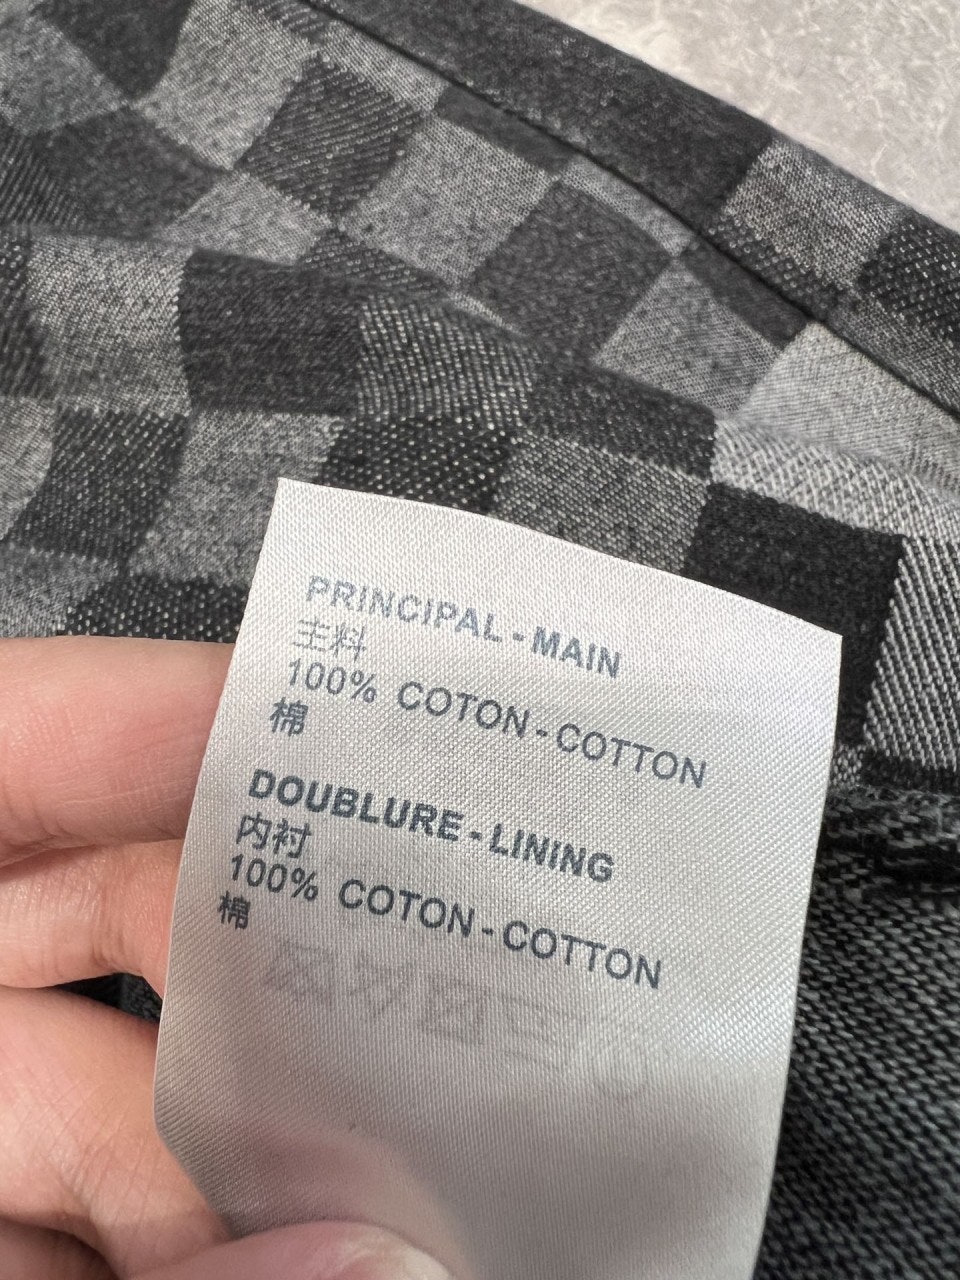 PRINCIPAL - MAIN
主料
100% COTON - COTTON
棉
DOUBLURE - LINING
内衬
100% COTON - COTTON
棉